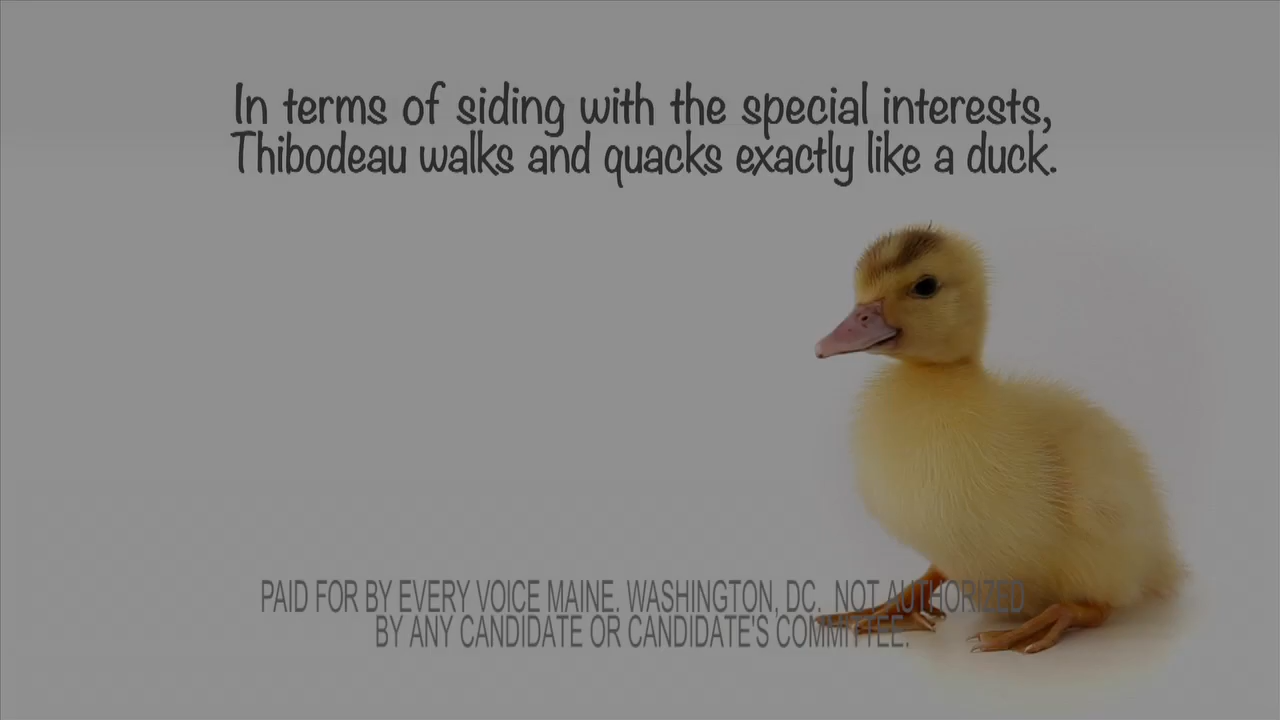 In terms of siding with the special interests,
Thibodeau walks and quacks exactly like a duck.
PAID FOR BY EVERY VOICE MAINE. WASHINGTON, DC. NOT AUTHORIZED
BY ANY CANDIDATE OR CANDIDATE'S COMMITTEE.